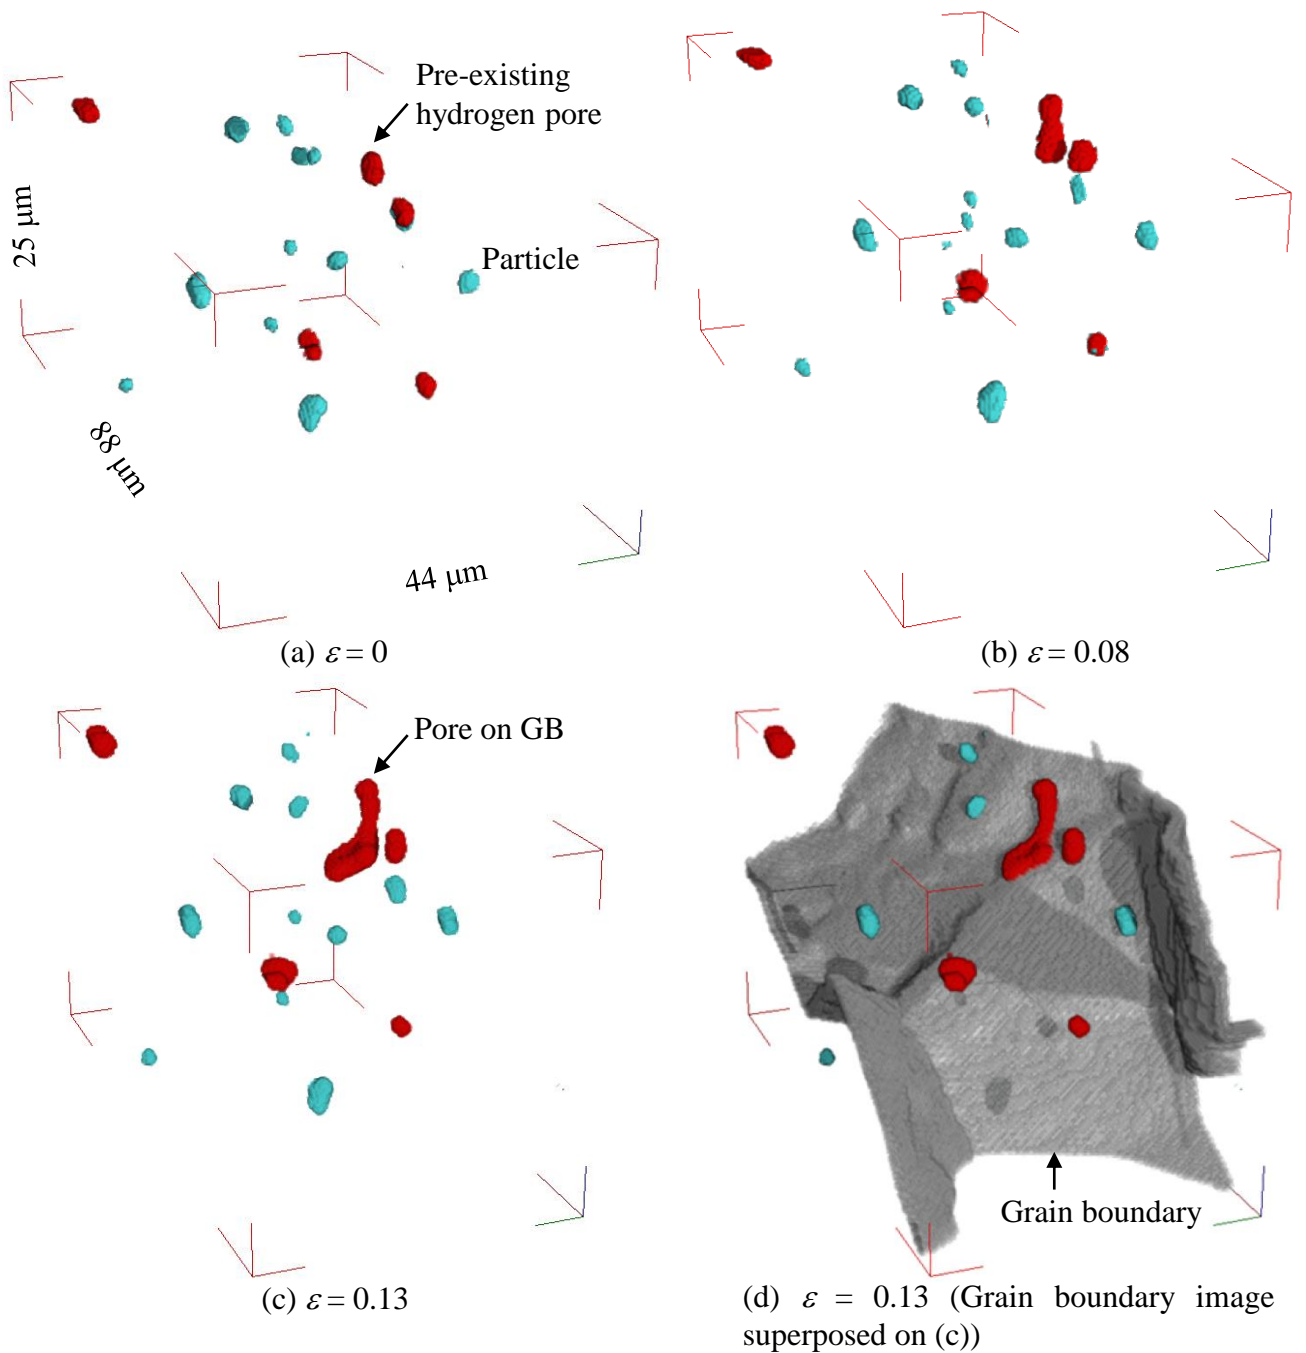 Pre-existing
hydrogen pore
25 μm
Particle
88 μm
44 μm
(a) ε = 0
(b) ε = 0.08
Pore on GB
Grain boundary
(c) ε = 0.13
(d) ε = 0.13 (Grain boundary image
superposed on (c))